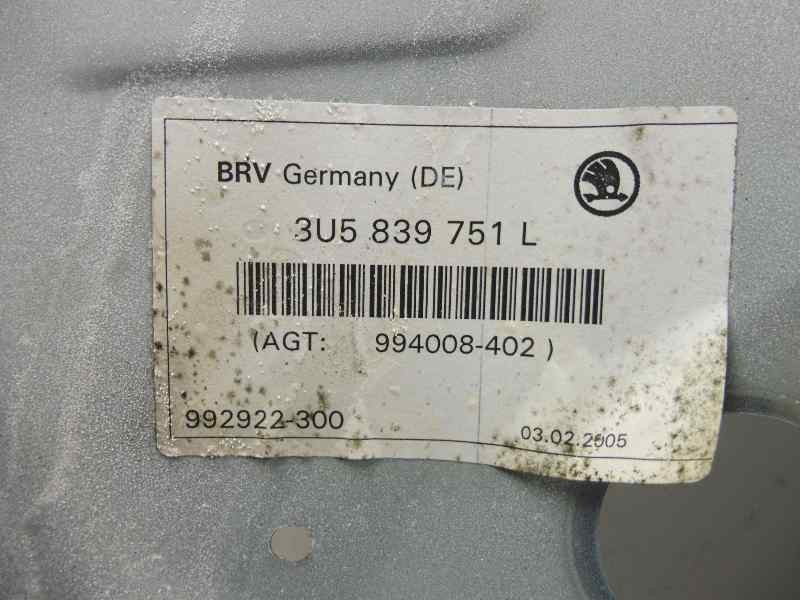 BRV Germany (DE)
3U5 839 751 L
(AGT: 994008-402 )
992922-300
03.02.2005